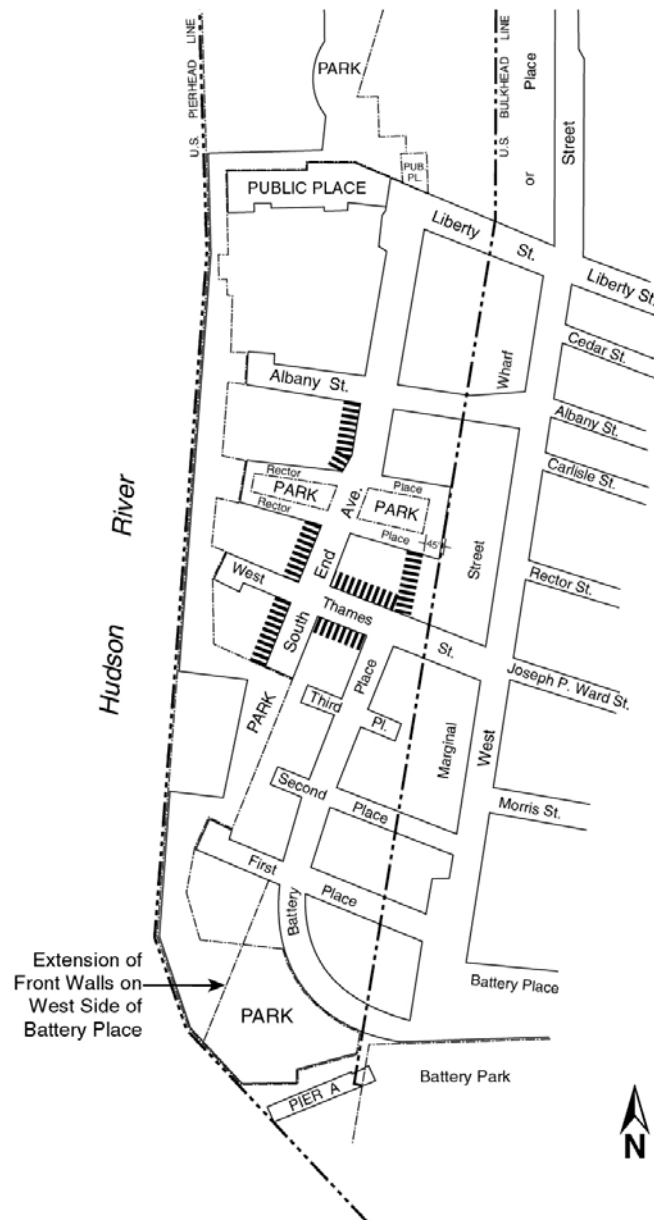 U.S. PIERHEAD LINE
PARK
U.S. BULKHEAD LINE
Place
or
Street
PUB.
PL.
PUBLIC PLACE
Liberty
St.
Liberty St.
Cedar St.
Wharf
Albany St.
Albany St.
Carlisle St.
Rector
Place
PARK
Ave.
PARK
Rector
Place
45'
Hudson River
End
Street
Rector St.
West
Thames
St.
South
Joseph P. Ward St.
Place
PARK
Third
Pl.
Marginal
West
Second
Place
Morris St.
First
Place
Battery
Extension of
Front Walls on
West Side of
Battery Place
Battery Place
PARK
PIER A
Battery Park
N